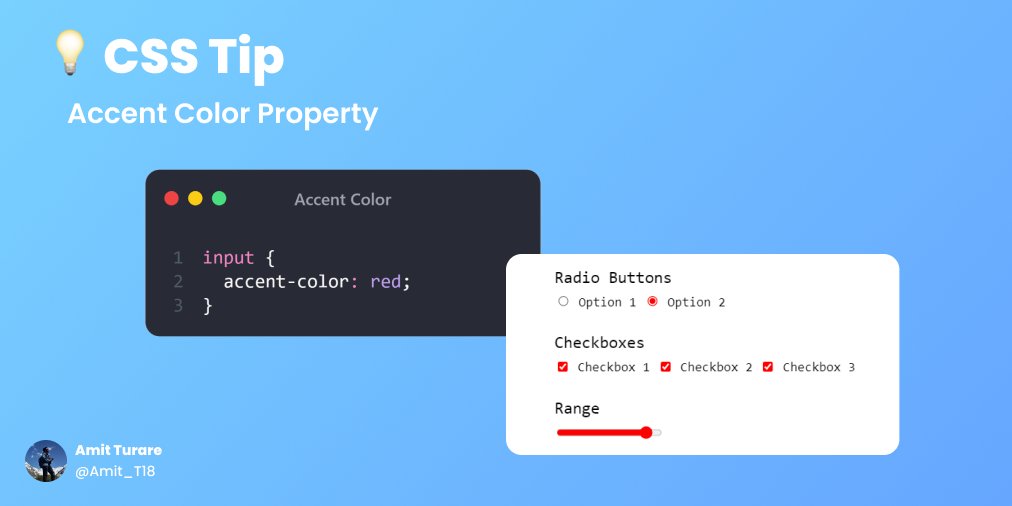 CSS Tip
Accent Color Property
Accent Color
1 input {
2 accent-color: red;
3 }
Radio Buttons
Option 1 Option 2
Checkboxes
Checkbox 1 Checkbox 2 Checkbox 3
Range
Amit Turare
@Amit_T18